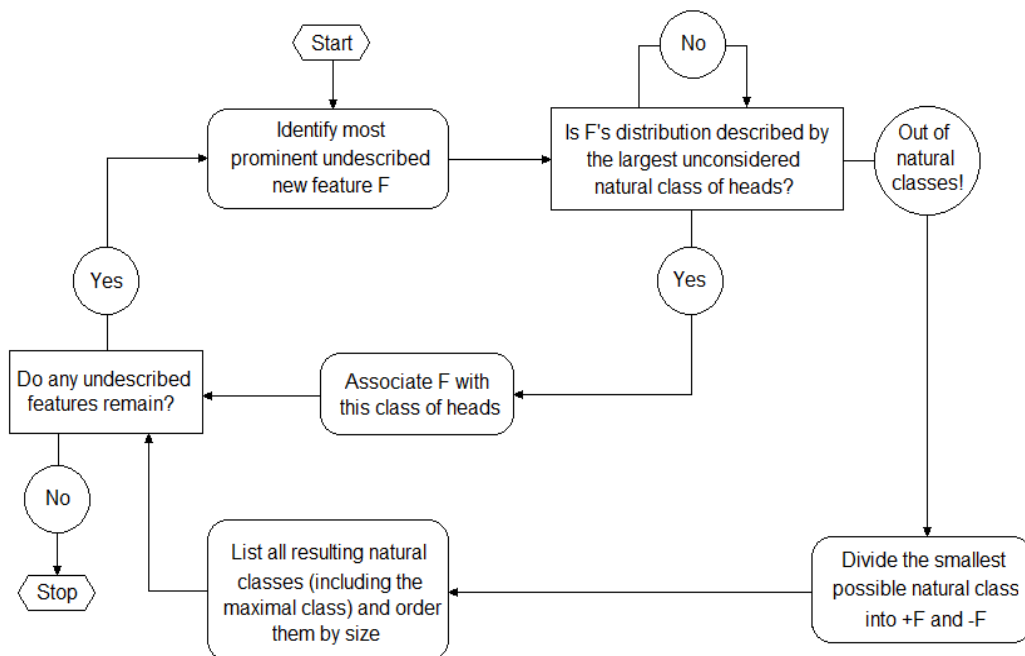 Start
No
Identify most
prominent undescribed
new feature F
Is F's distribution described by
the largest unconsidered
natural class of heads?
Out of
natural
classes!
Yes
Yes
Do any undescribed
features remain?
Associate F with
this class of heads
No
Stop
List all resulting natural
classes (including the
maximal class) and order
them by size
Divide the smallest
possible natural class
into +F and -F